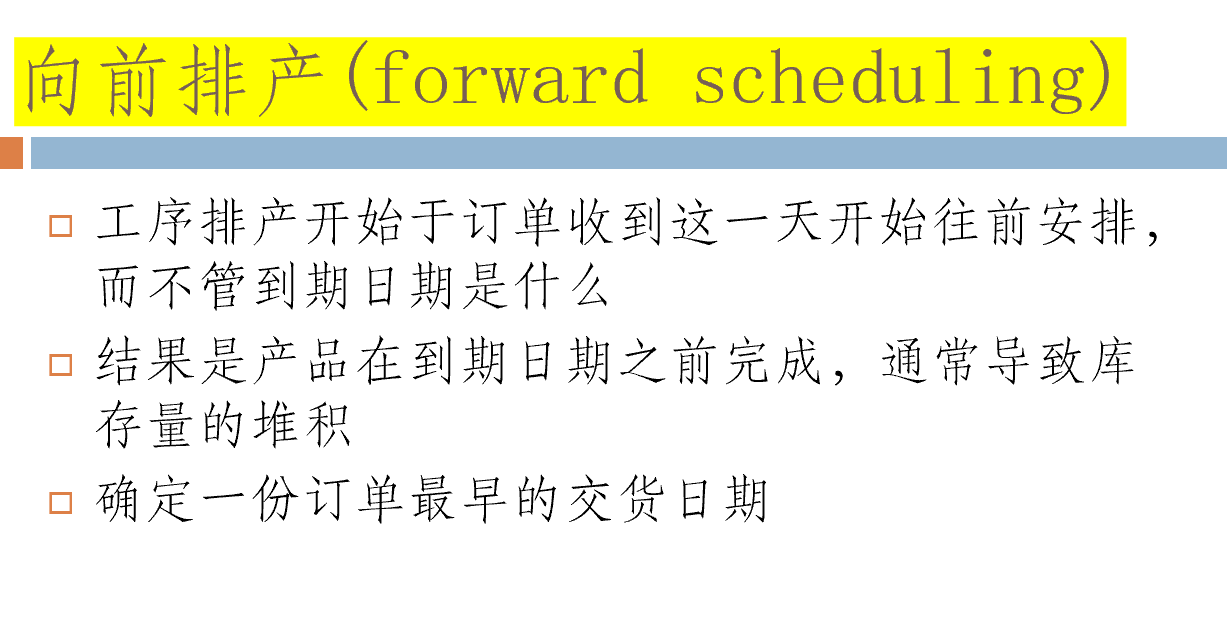 向前排产(forward scheduling)
工序排产开始于订单收到这一天开始往前安排，
而不管到期日期是什么
结果是产品在到期日期之前完成，通常导致库
存量的堆积
确定一份订单最早的交货日期